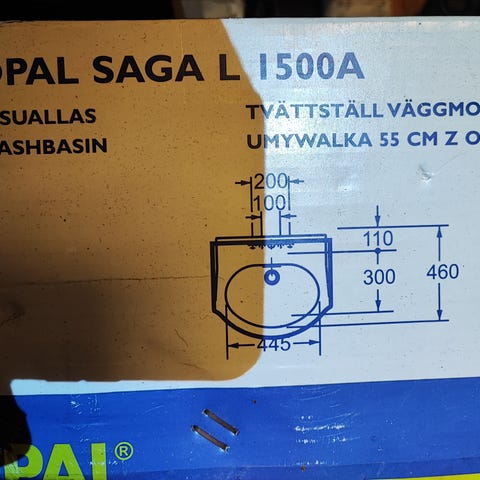 OPAL SAGA L 1500A
SUALLAS
ASHBASIN
TVÄTTSTÄLL VÄGGMO
UMYWALKA 55 CM Z O
200
100
110
300
460
445
PAL®